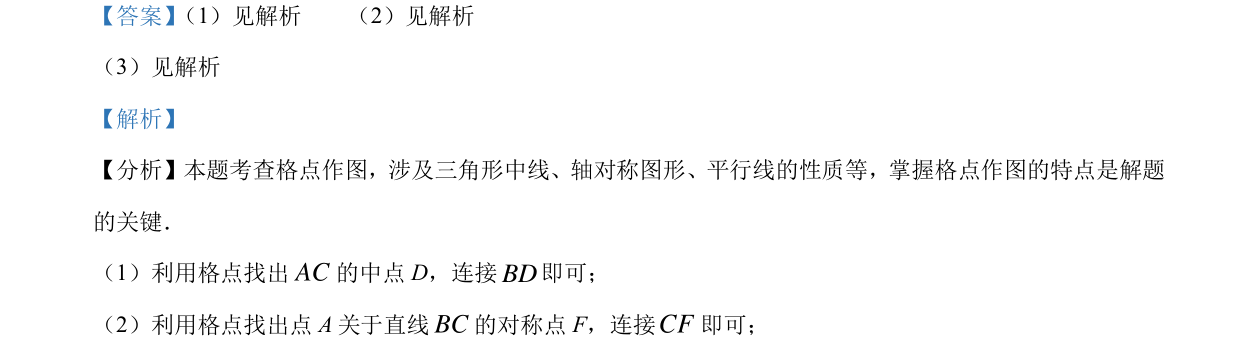 【答案】（1）见解析 （2）见解析
（3）见解析
【解析】
【分析】本题考查格点作图，涉及三角形中线、轴对称图形、平行线的性质等，掌握格点作图的特点是解题
的关键．
（1）利用格点找出 AC 的中点 D，连接 BD 即可；
（2）利用格点找出点 A 关于直线 BC 的对称点 F，连接 CF 即可；